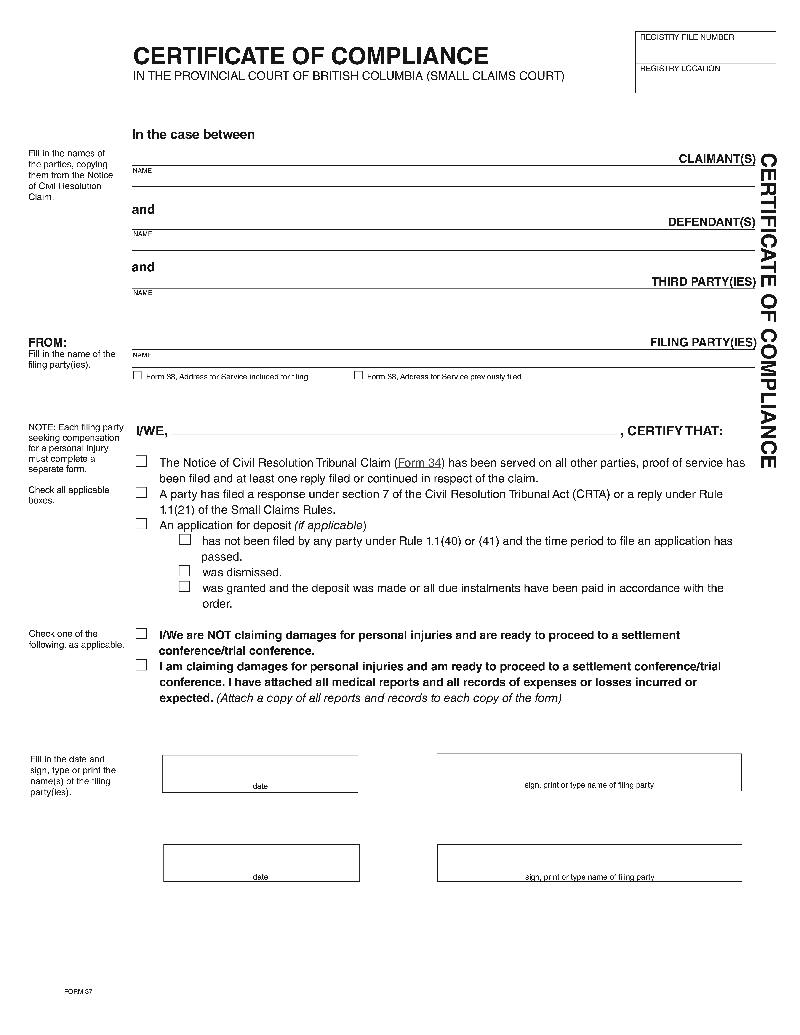 CERTIFICATE OF COMPLIANCE
IN THE PROVINCIAL COURT OF BRITISH COLUMBIA (SMALL CLAIMS COURT)
REGISTRY FILE NUMBER
REGISTRY LOCATION
In the case between
Fill in the names of
the parties, copying
them from the Notice
of Civil Resolution
Claim.
CLAIMANT(S)
NAME
and
DEFENDANT(S)
NAME
and
THIRD PARTY(IES)
NAME
CERTIFICATE OF COMPLIANCE
FROM:
Fill in the name of the
filing party(ies).
FILING PARTY(IES)
NAME
Form 38, Address for Service included for filing
Form 38, Address for Service previously filed
NOTE: Each filing party
seeking compensation
for a personal injury
must complete a
separate form.
Check all applicable
boxes.
I/WE, , CERTIFY THAT:
The Notice of Civil Resolution Tribunal Claim (Form 34) has been served on all other parties, proof of service has
been filed and at least one reply filed or continued in respect of the claim.
A party has filed a response under section 7 of the Civil Resolution Tribunal Act (CRTA) or a reply under Rule
1.1(21) of the Small Claims Rules.
An application for deposit (if applicable)
has not been filed by any party under Rule 1.1(40) or (41) and the time period to file an application has
passed.
was dismissed.
was granted and the deposit was made or all due instalments have been paid in accordance with the
order.
Check one of the
following, as applicable.
I/We are NOT claiming damages for personal injuries and are ready to proceed to a settlement
conference/trial conference.
I am claiming damages for personal injuries and am ready to proceed to a settlement conference/trial
conference. I have attached all medical reports and all records of expenses or losses incurred or
expected. (Attach a copy of all reports and records to each copy of the form)
Fill in the date and
sign, type or print the
name(s) of the filing
party(ies).
date
sign, print or type name of filing party
date
sign, print or type name of filing party
FORM 37